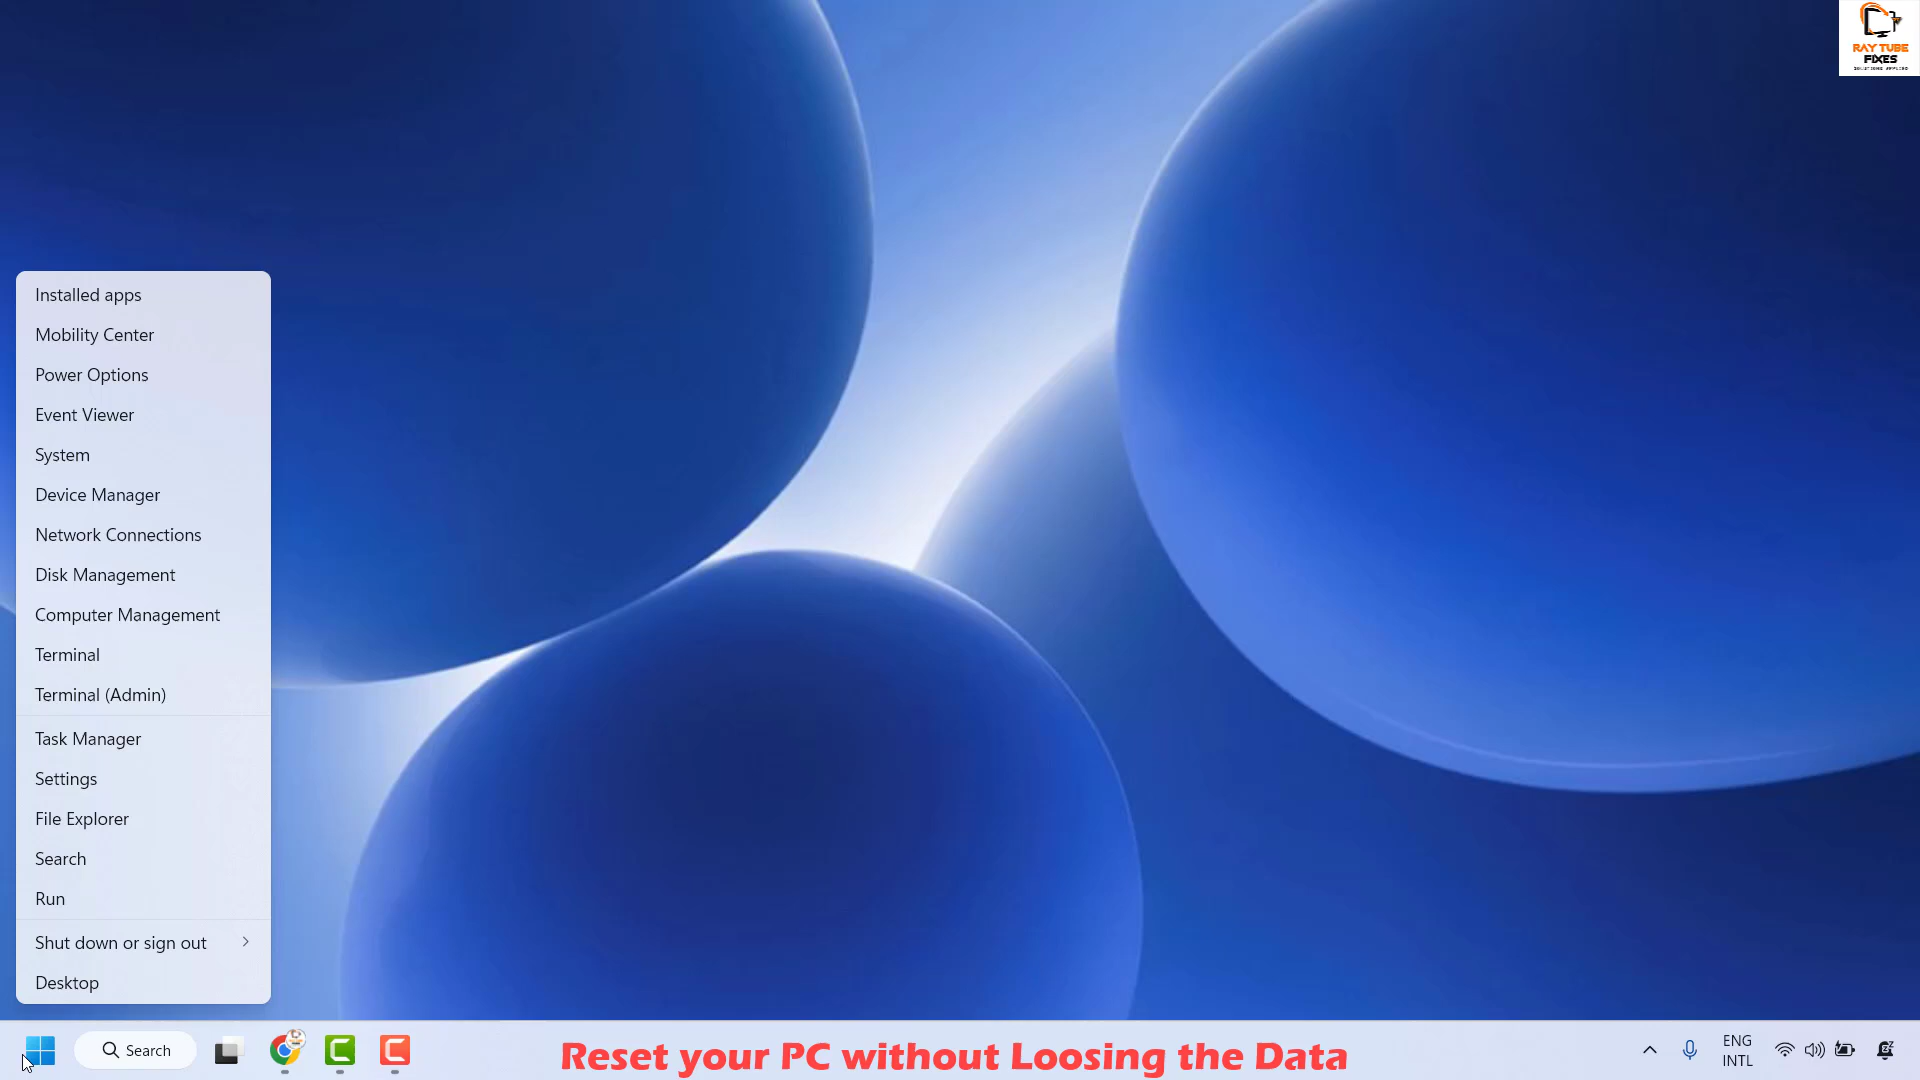 RAY TUBE
FIXES
Installed apps
Mobility Center
Power Options
Event Viewer
System
Device Manager
Network Connections
Disk Management
Computer Management
Terminal
Terminal (Admin)
Task Manager
Settings
File Explorer
Search
Run
Shut down or sign out
Desktop
Search
Reset your PC without Loosing the Data
ENG
INTL